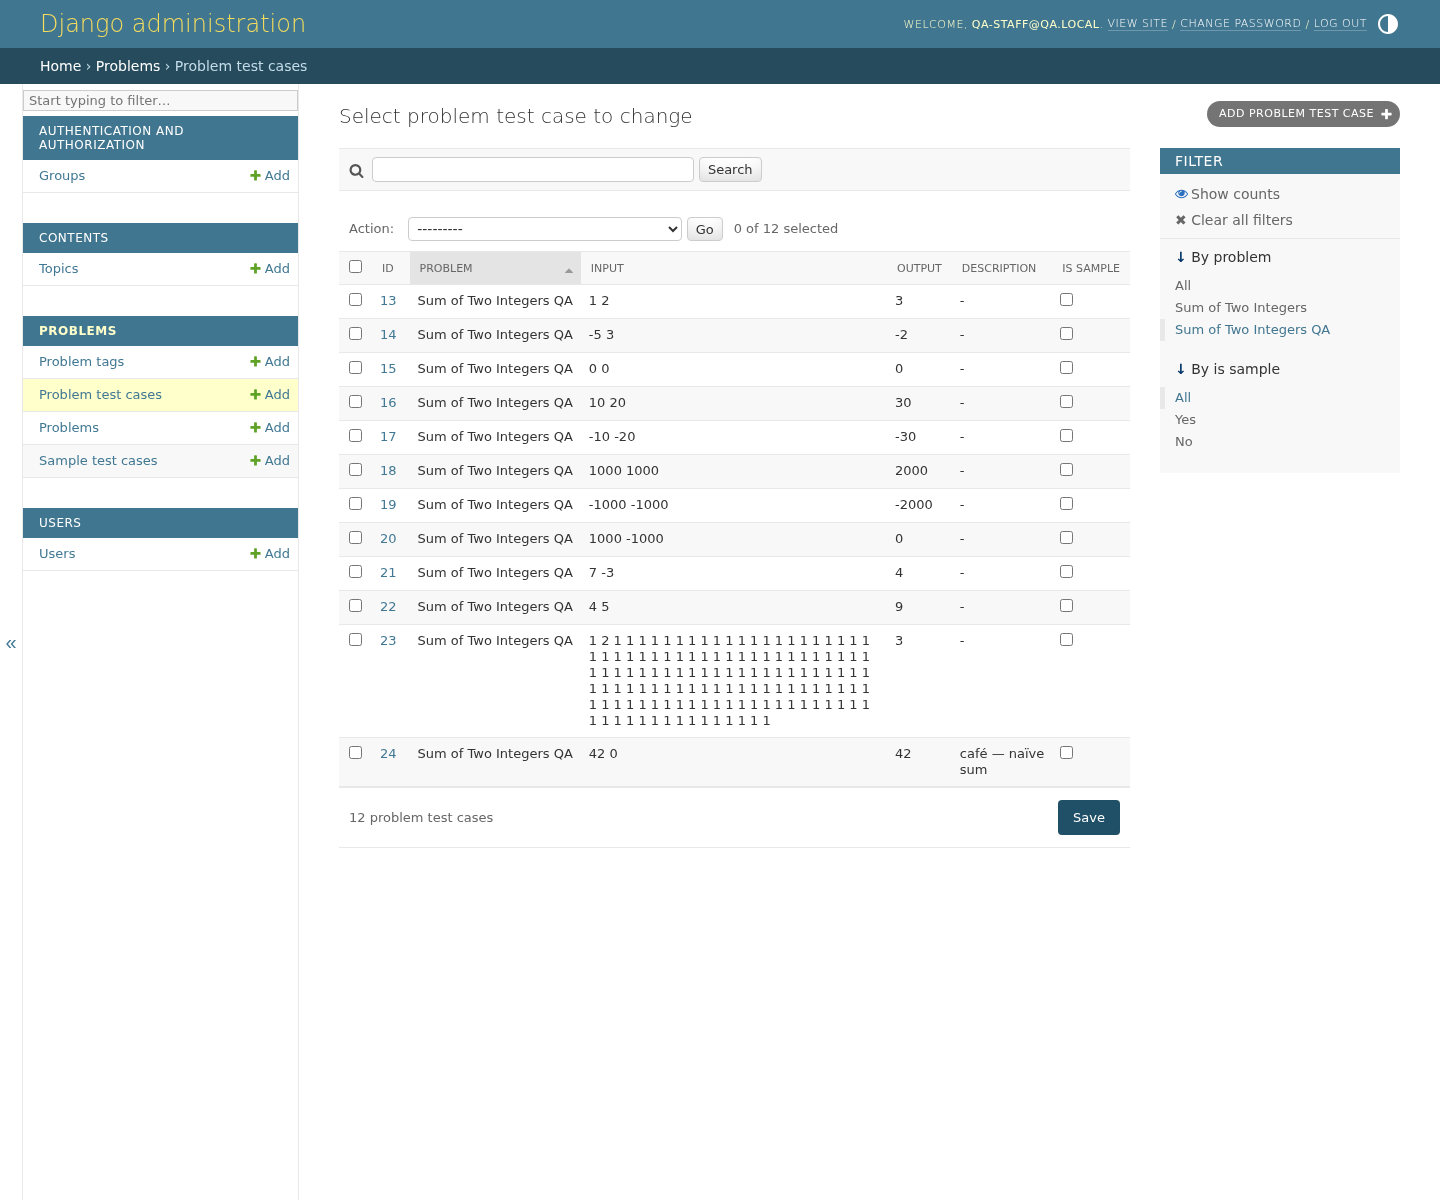 Django administration
WELCOME, QA-STAFF@QA.LOCAL. VIEW SITE / CHANGE PASSWORD / LOG OUT
Home › Problems › Problem test cases
Start typing to filter...
AUTHENTICATION AND
AUTHORIZATION
Groups Add
CONTENTS
Topics Add
PROBLEMS
Problem tags Add
Problem test cases Add
Problems Add
Sample test cases Add
USERS
Users Add
«
Select problem test case to change
ADD PROBLEM TEST CASE
Search
Action: --------- Go 0 of 12 selected
ID PROBLEM INPUT OUTPUT DESCRIPTION IS SAMPLE
13 Sum of Two Integers QA 1 2 3 -
14 Sum of Two Integers QA -5 3 -2 -
15 Sum of Two Integers QA 0 0 0 -
16 Sum of Two Integers QA 10 20 30 -
17 Sum of Two Integers QA -10 -20 -30 -
18 Sum of Two Integers QA 1000 1000 2000 -
19 Sum of Two Integers QA -1000 -1000 -2000 -
20 Sum of Two Integers QA 1000 -1000 0 -
21 Sum of Two Integers QA 7 -3 4 -
22 Sum of Two Integers QA 4 5 9 -
23 Sum of Two Integers QA 1 2 1 1 1 1 1 1 1 1 1 1 1 1 1 1 1 1 1 1 1 1 1 3 -
1 1 1 1 1 1 1 1 1 1 1 1 1 1 1 1 1 1 1 1 1 1 1
1 1 1 1 1 1 1 1 1 1 1 1 1 1 1 1 1 1 1 1 1 1 1
1 1 1 1 1 1 1 1 1 1 1 1 1 1 1 1 1 1 1 1 1 1 1
1 1 1 1 1 1 1 1 1 1 1 1 1 1 1 1 1 1 1 1 1 1 1
1 1 1 1 1 1 1 1 1 1 1 1 1 1 1
24 Sum of Two Integers QA 42 0 42 café — naïve
sum
12 problem test cases
Save
FILTER
Show counts
✖ Clear all filters
↓ By problem
All
Sum of Two Integers
Sum of Two Integers QA
↓ By is sample
All
Yes
No